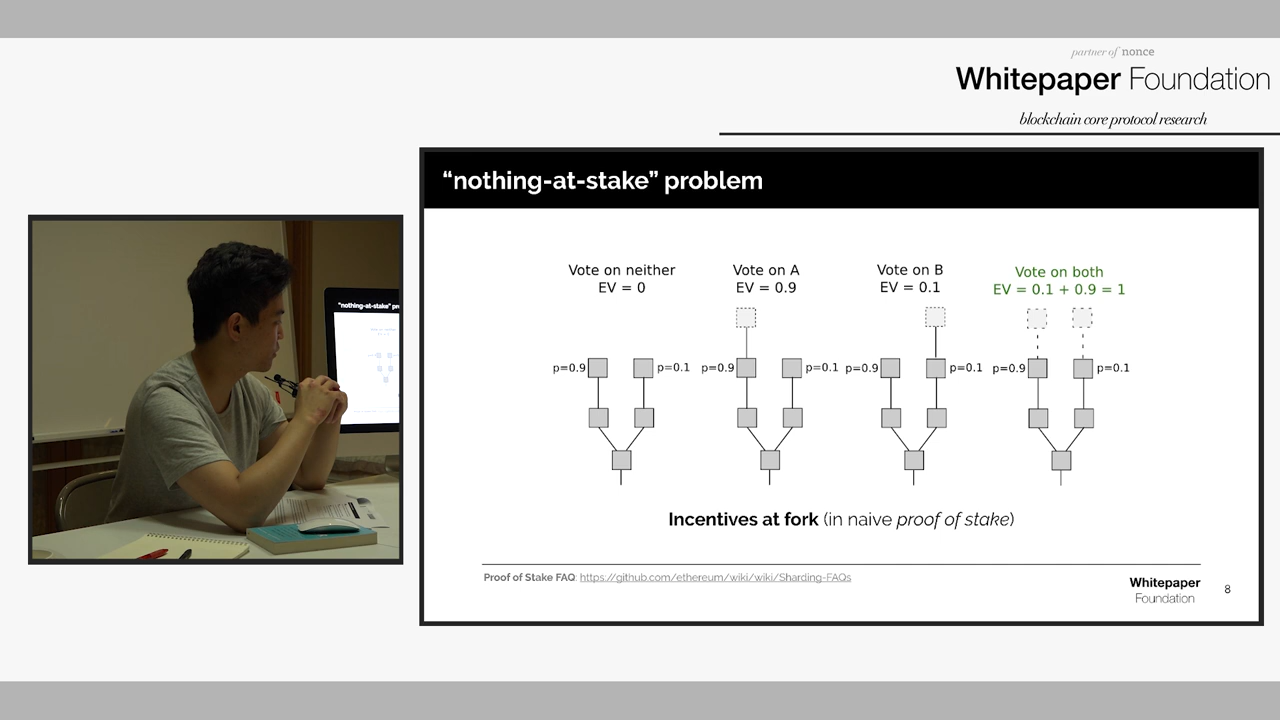 partner of nonce
Whitepaper Foundation
blockchain core protocol research
“nothing-at-stake” problem
Vote on neither
EV = 0
Vote on A
EV = 0.9
Vote on B
EV = 0.1
Vote on both
EV = 0.1 + 0.9 = 1
p=0.9 p=0.1 p=0.9 p=0.1 p=0.9 p=0.1 p=0.9 p=0.1
Incentives at fork (in naive proof of stake)
Proof of Stake FAQ: https://github.com/ethereum/wiki/wiki/Sharding-FAQs
Whitepaper
Foundation
8
"nothing-at-stake" pr